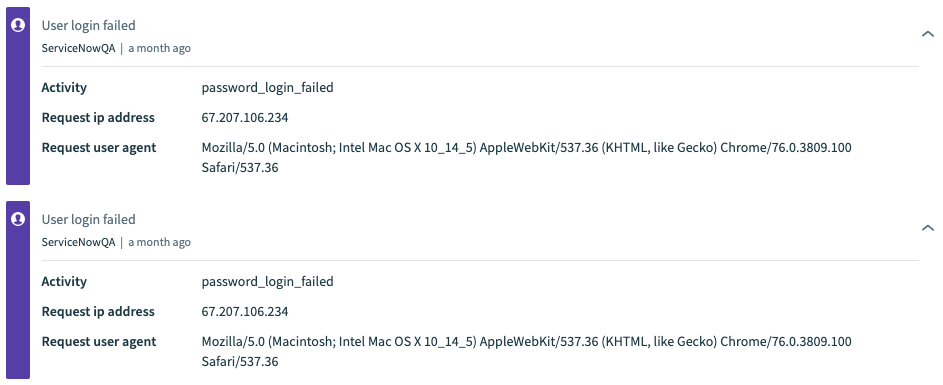 User login failed
ServiceNowQA | a month ago
Activity password_login_failed
Request ip address 67.207.106.234
Request user agent Mozilla/5.0 (Macintosh; Intel Mac OS X 10_14_5) AppleWebKit/537.36 (KHTML, like Gecko) Chrome/76.0.3809.100
Safari/537.36
User login failed
ServiceNowQA | a month ago
Activity password_login_failed
Request ip address 67.207.106.234
Request user agent Mozilla/5.0 (Macintosh; Intel Mac OS X 10_14_5) AppleWebKit/537.36 (KHTML, like Gecko) Chrome/76.0.3809.100
Safari/537.36